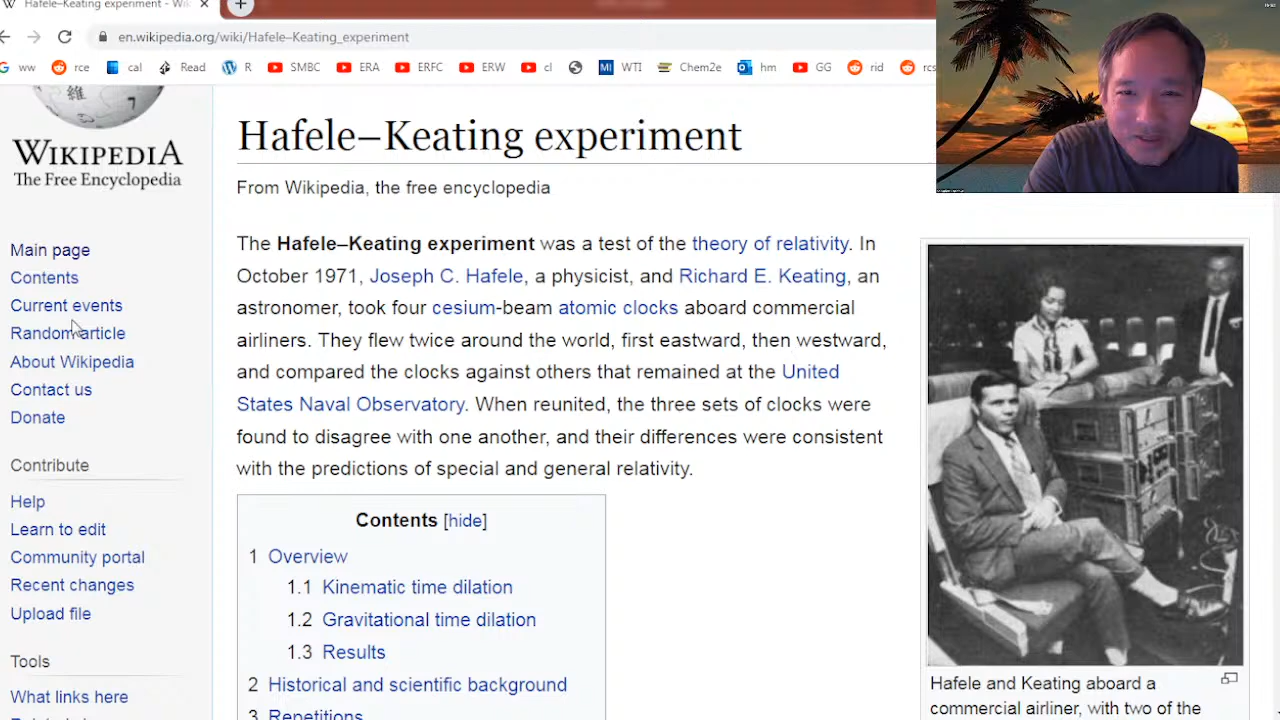 Hafele–Keating experiment - Wik
en.wikipedia.org/wiki/Hafele–Keating_experiment
ww rce cal Read R SMBC ERA ERFC ERW cl WTI Chem2e hm GG rid rcs
WIKIPEDIA
The Free Encyclopedia
Main page
Contents
Current events
Random article
About Wikipedia
Contact us
Donate
Contribute
Help
Learn to edit
Community portal
Recent changes
Upload file
Tools
What links here
Hafele–Keating experiment
From Wikipedia, the free encyclopedia
The Hafele–Keating experiment was a test of the theory of relativity. In
October 1971, Joseph C. Hafele, a physicist, and Richard E. Keating, an
astronomer, took four cesium-beam atomic clocks aboard commercial
airliners. They flew twice around the world, first eastward, then westward,
and compared the clocks against others that remained at the United
States Naval Observatory. When reunited, the three sets of clocks were
found to disagree with one another, and their differences were consistent
with the predictions of special and general relativity.
Contents [hide]
1 Overview
1.1 Kinematic time dilation
1.2 Gravitational time dilation
1.3 Results
2 Historical and scientific background
3 Repetitions
Hafele and Keating aboard a
commercial airliner, with two of the